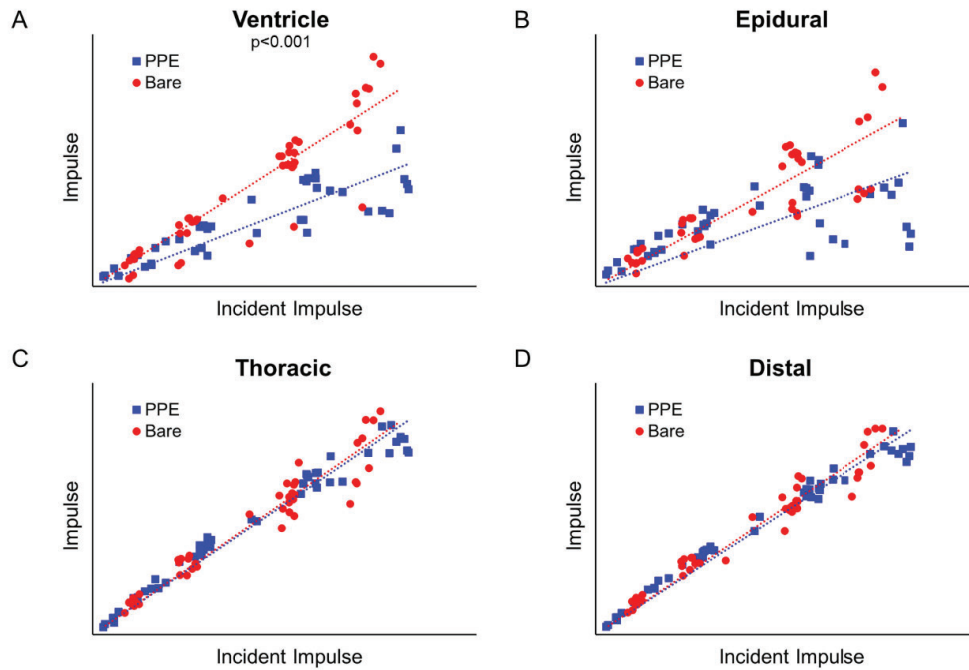 A
Ventricle
p<0.001
PPE
Bare
Impulse
Incident Impulse
B
Epidural
PPE
Bare
Impulse
Incident Impulse
C
Thoracic
PPE
Bare
Impulse
Incident Impulse
D
Distal
PPE
Bare
Impulse
Incident Impulse